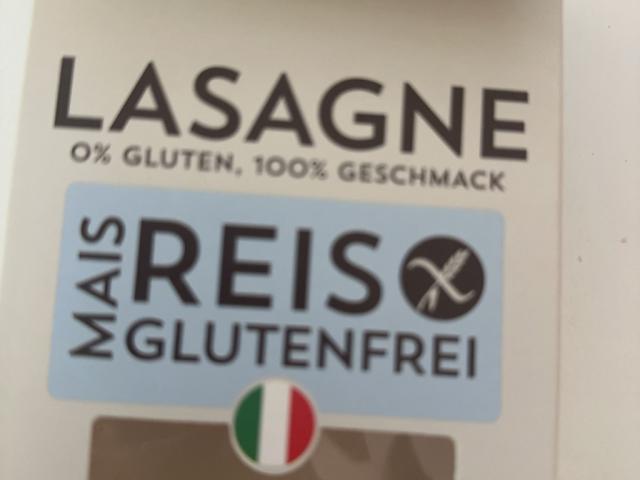 LASAGNE
0% GLUTEN, 100% GESCHMACK
MAIS
REIS
GLUTENFREI